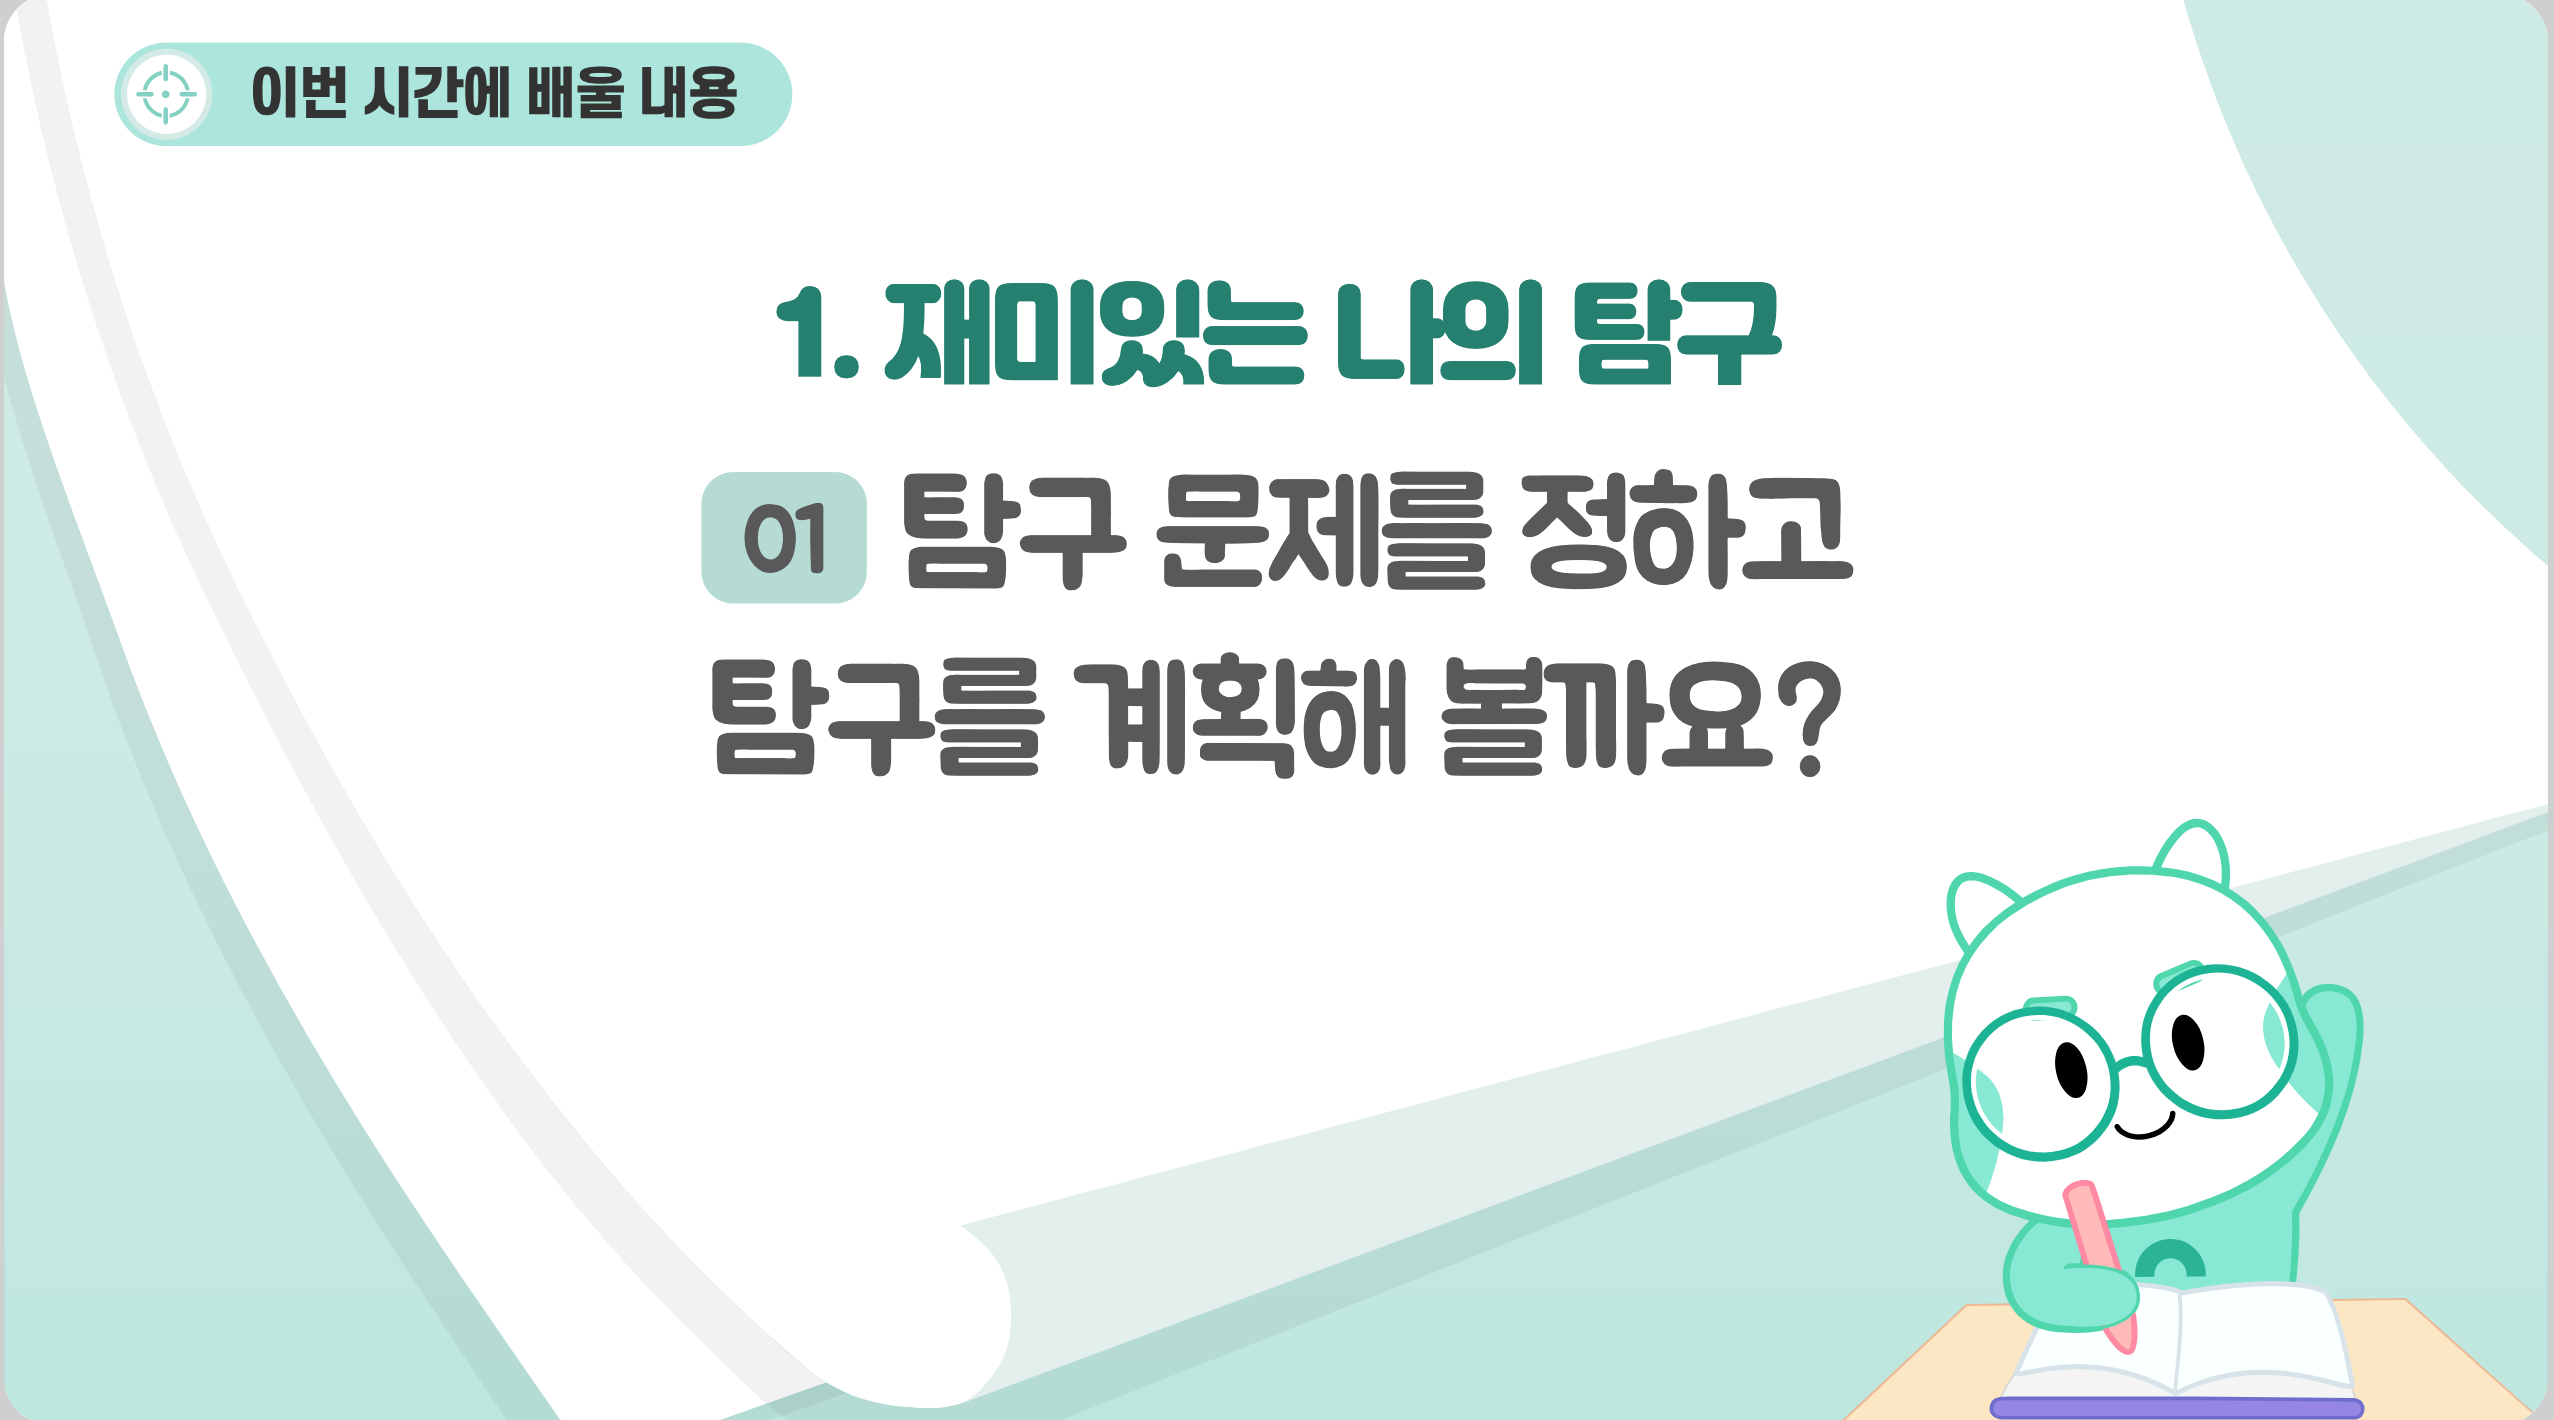 이번 시간에 배울 내용
1. 재미있는 나의 탐구
01 탐구 문제를 정하고
탐구를 계획해 볼까요?